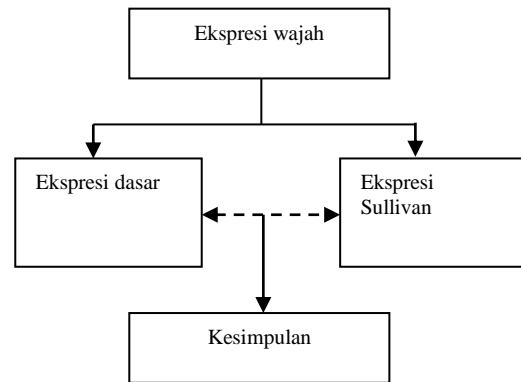 Ekspresi wajah
Ekspresi dasar
Ekspresi
Sullivan
Kesimpulan